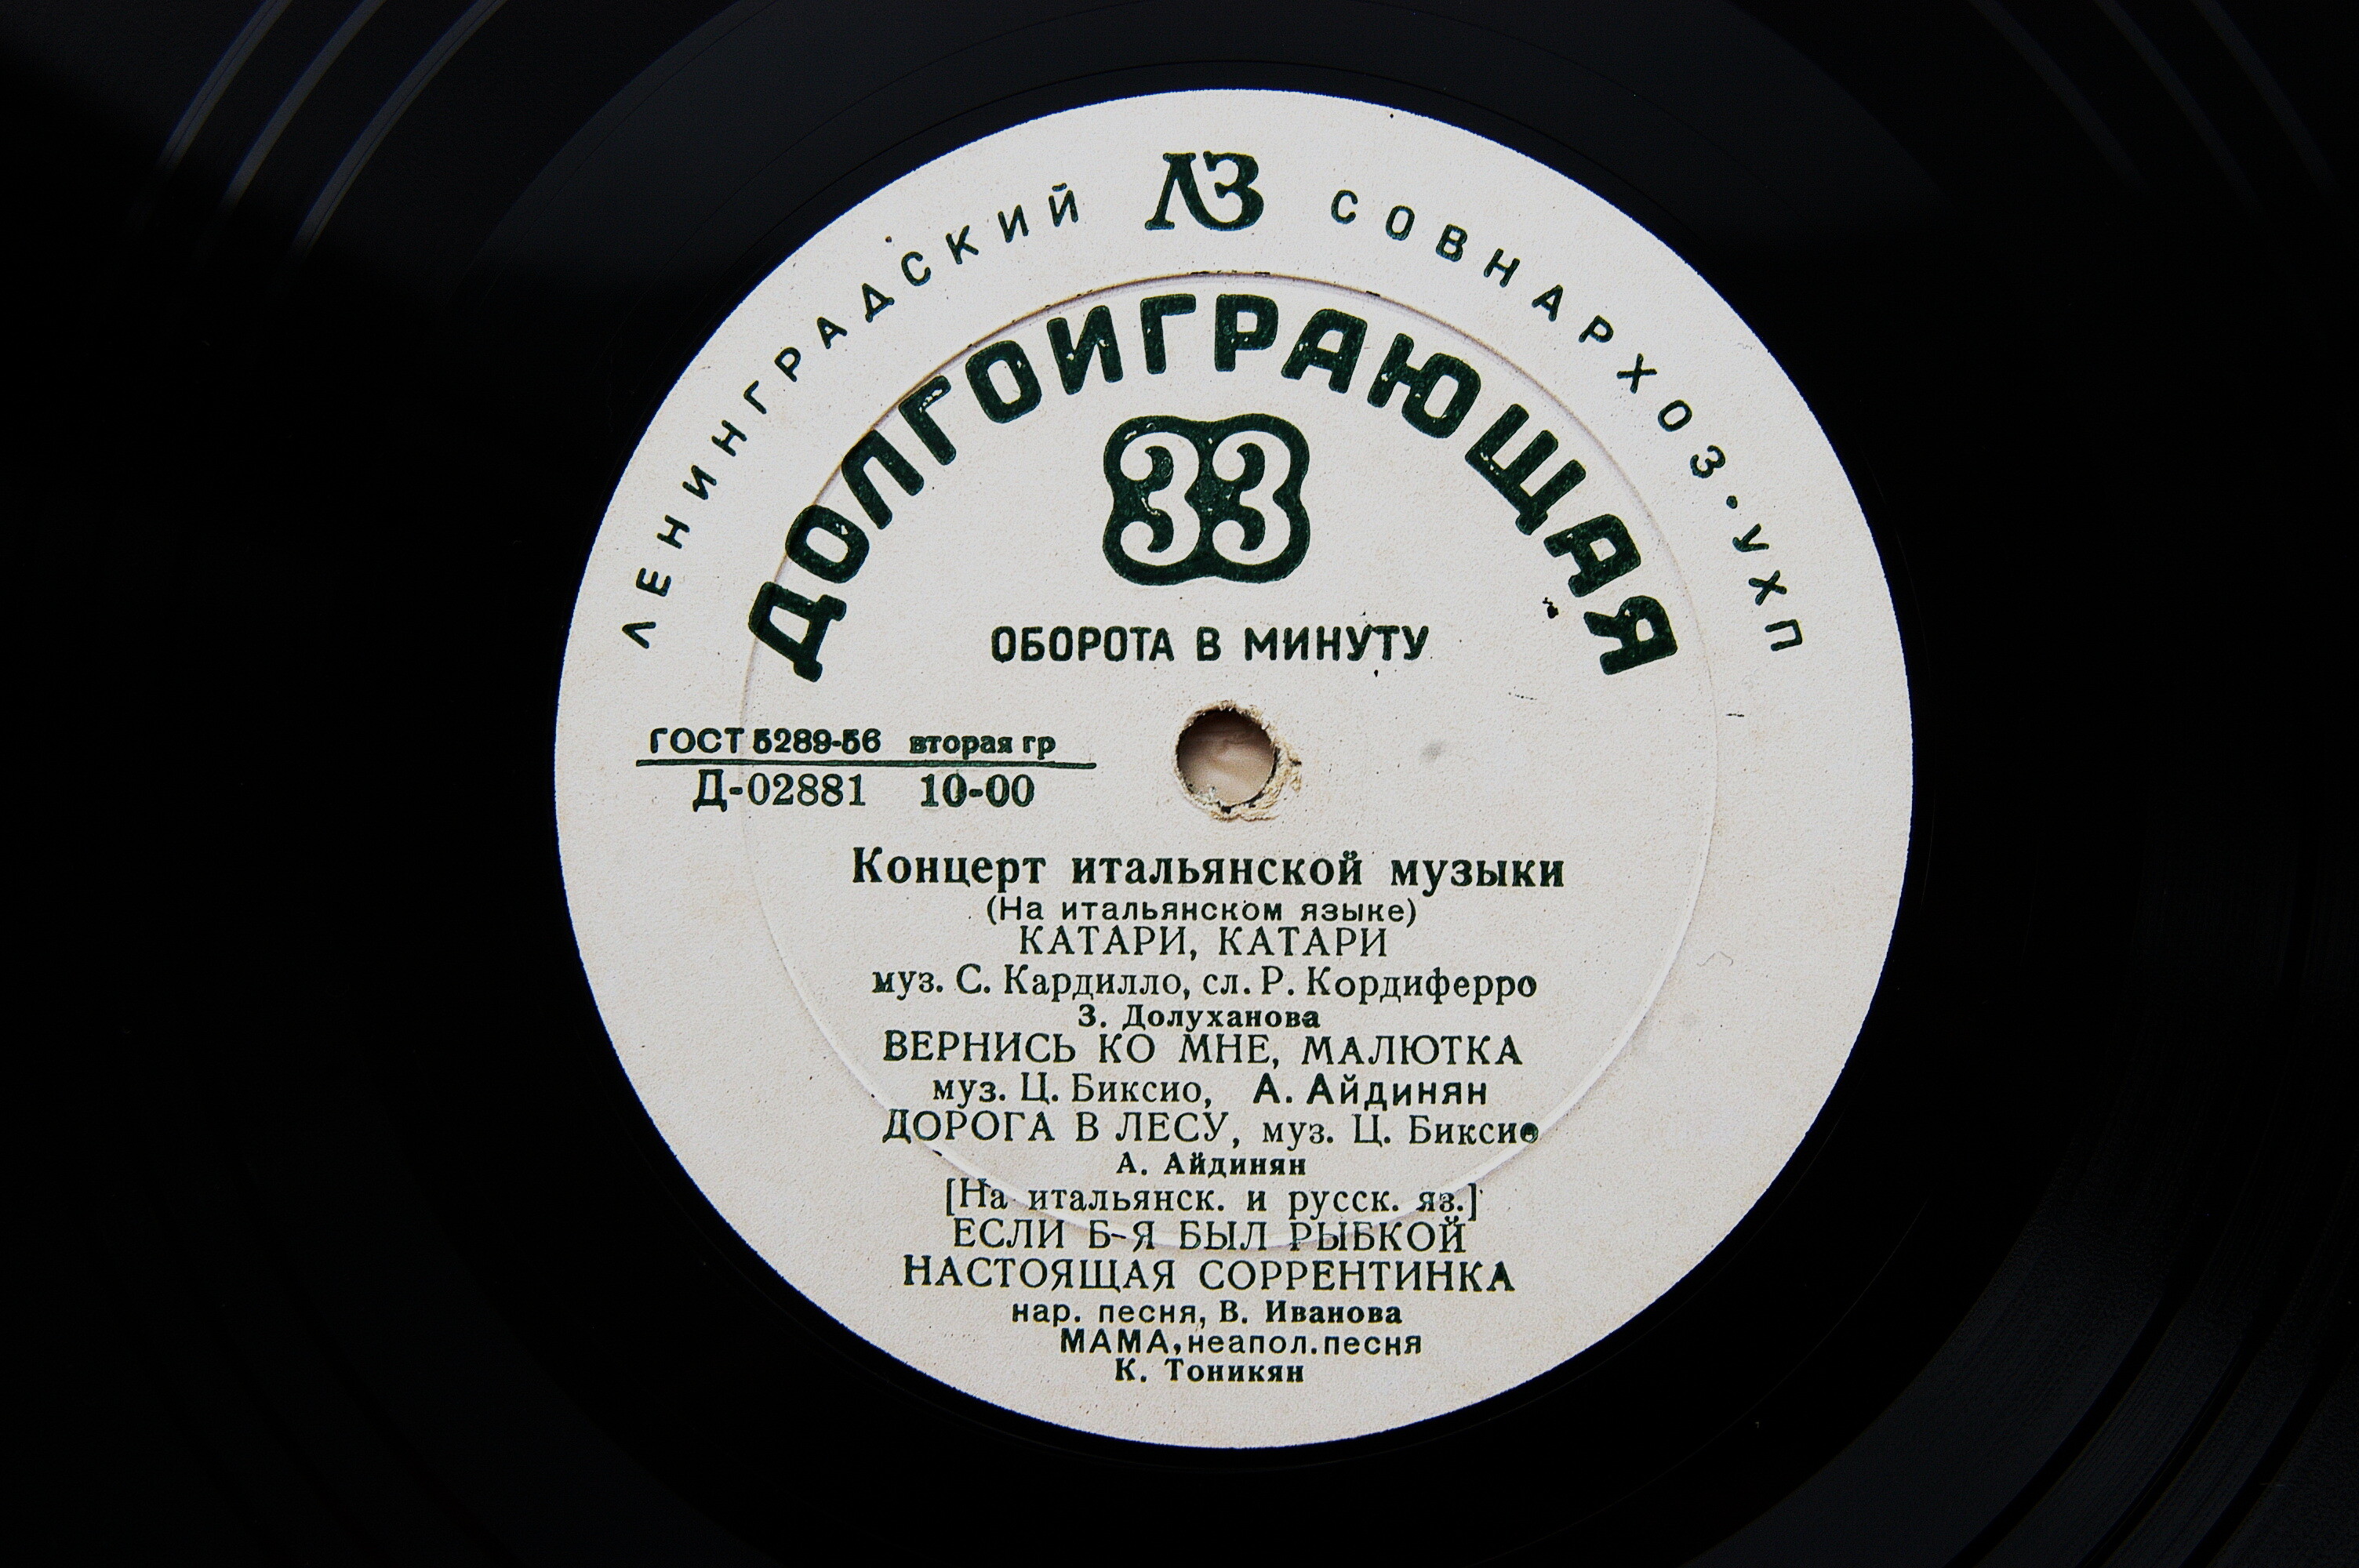 ЛЕНИНГРАДСКИЙ ЛЗ СОВНАРХОЗ·УХП
ДОЛГОИГРАЮЩАЯ
33
ОБОРОТА В МИНУТУ
ГОСТ 5289-56 вторая гр
Д-02881 10-00
Концерт итальянской музыки
(На итальянском языке)
КАТАРИ, КАТАРИ
муз. С. Кардилло, сл. Р. Кордиферро
З. Долуханова
ВЕРНИСЬ КО МНЕ, МАЛЮТКА
муз. Ц. Биксио, А. Айдинян
ДОРОГА В ЛЕСУ, муз. Ц. Биксио
А. Айдинян
[На итальянск. и русск. яз.]
ЕСЛИ Б-Я БЫЛ РЫБКОЙ
НАСТОЯЩАЯ СОРРЕНТИНКА
нар. песня, В. Иванова
МАМА, неапол. песня
К. Тоникян